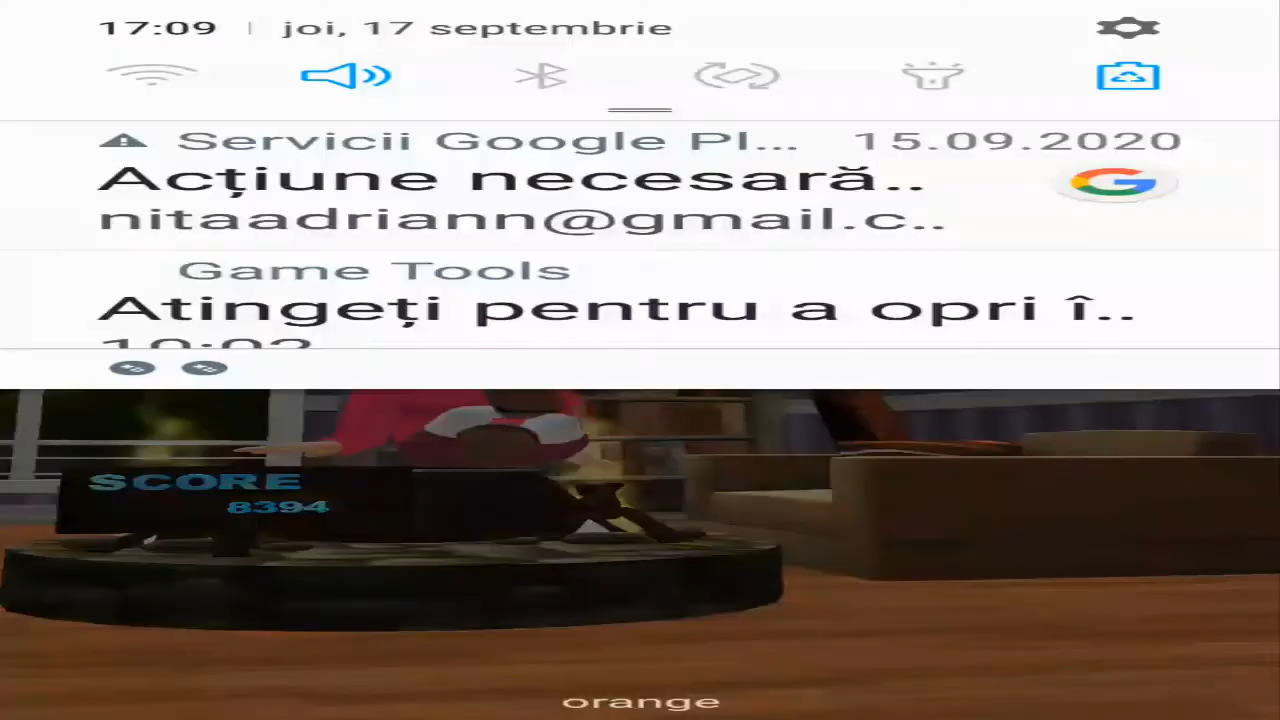 17:09 | joi, 17 septembrie
Servicii Google Pl... 15.09.2020
Acțiune necesară..
nitaadriann@gmail.c..
Game Tools
Atingeți pentru a opri î..
SCORE
8394
orange